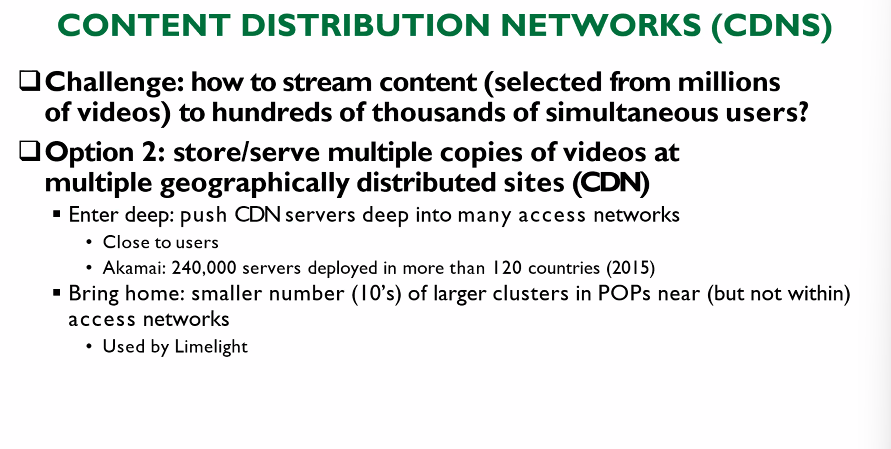 CONTENT DISTRIBUTION NETWORKS (CDNS)
❑Challenge: how to stream content (selected from millions
of videos) to hundreds of thousands of simultaneous users?
❑Option 2: store/serve multiple copies of videos at
multiple geographically distributed sites (CDN)
▪ Enter deep: push CDN servers deep into many access networks
• Close to users
• Akamai: 240,000 servers deployed in more than 120 countries (2015)
▪ Bring home: smaller number (10's) of larger clusters in POPs near (but not within)
access networks
• Used by Limelight